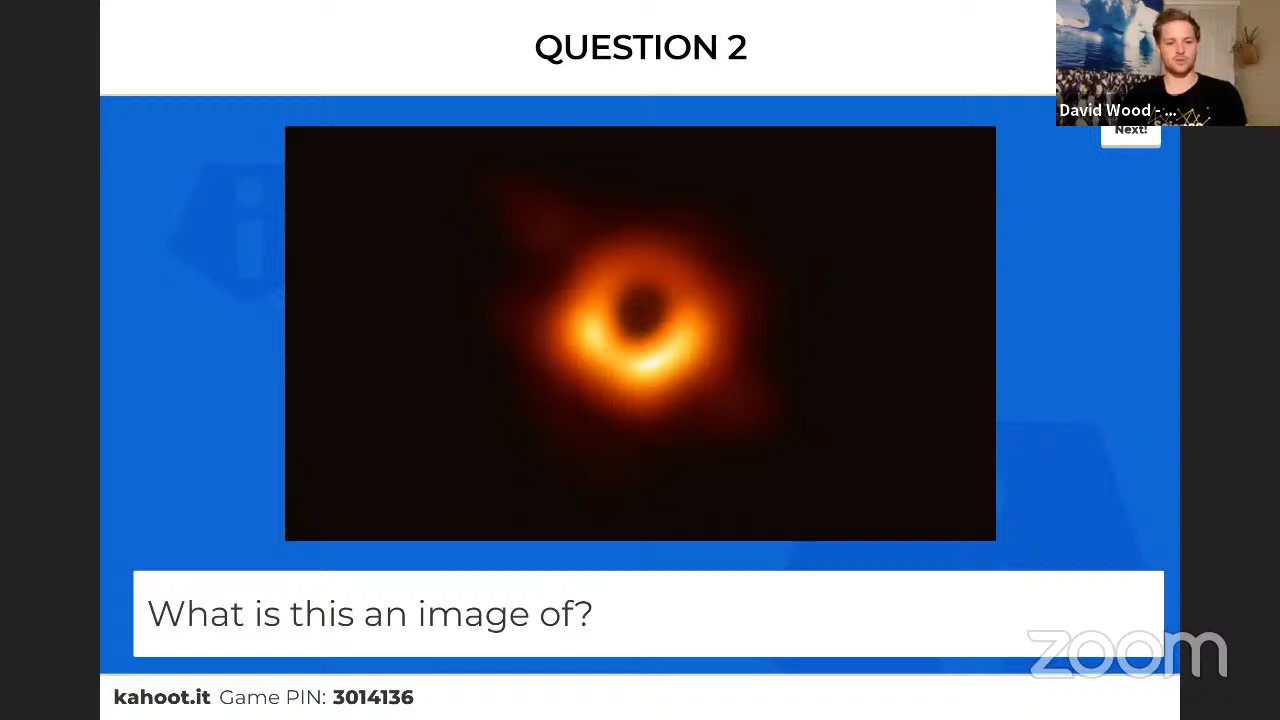 QUESTION 2
David Wood - ...
Next!
What is this an image of?
zoom
kahoot.it Game PIN: 3014136